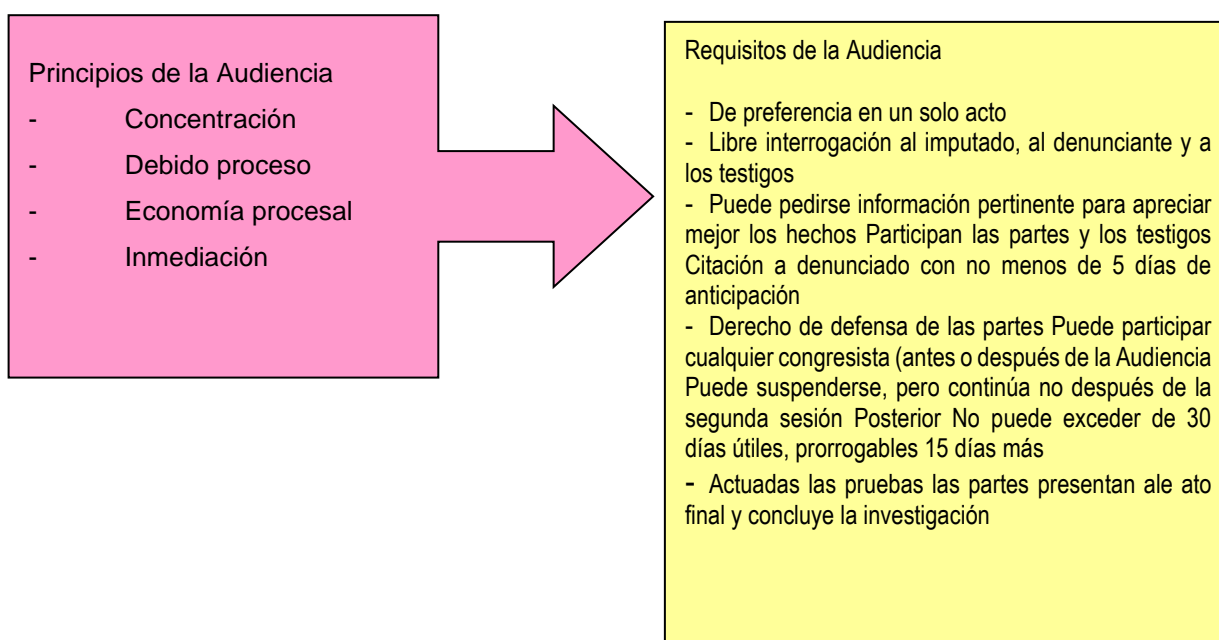 Principios de la Audiencia
- Concentración
- Debido proceso
- Economía procesal
- Inmediación
Requisitos de la Audiencia
- De preferencia en un solo acto
- Libre interrogación al imputado, al denunciante y a
los testigos
- Puede pedirse información pertinente para apreciar
mejor los hechos Participan las partes y los testigos
Citación a denunciado con no menos de 5 días de
anticipación
- Derecho de defensa de las partes Puede participar
cualquier congresista (antes o después de la Audiencia
Puede suspenderse, pero continúa no después de la
segunda sesión Posterior No puede exceder de 30
días útiles, prorrogables 15 días más
- Actuadas las pruebas las partes presentan ale ato
final y concluye la investigación